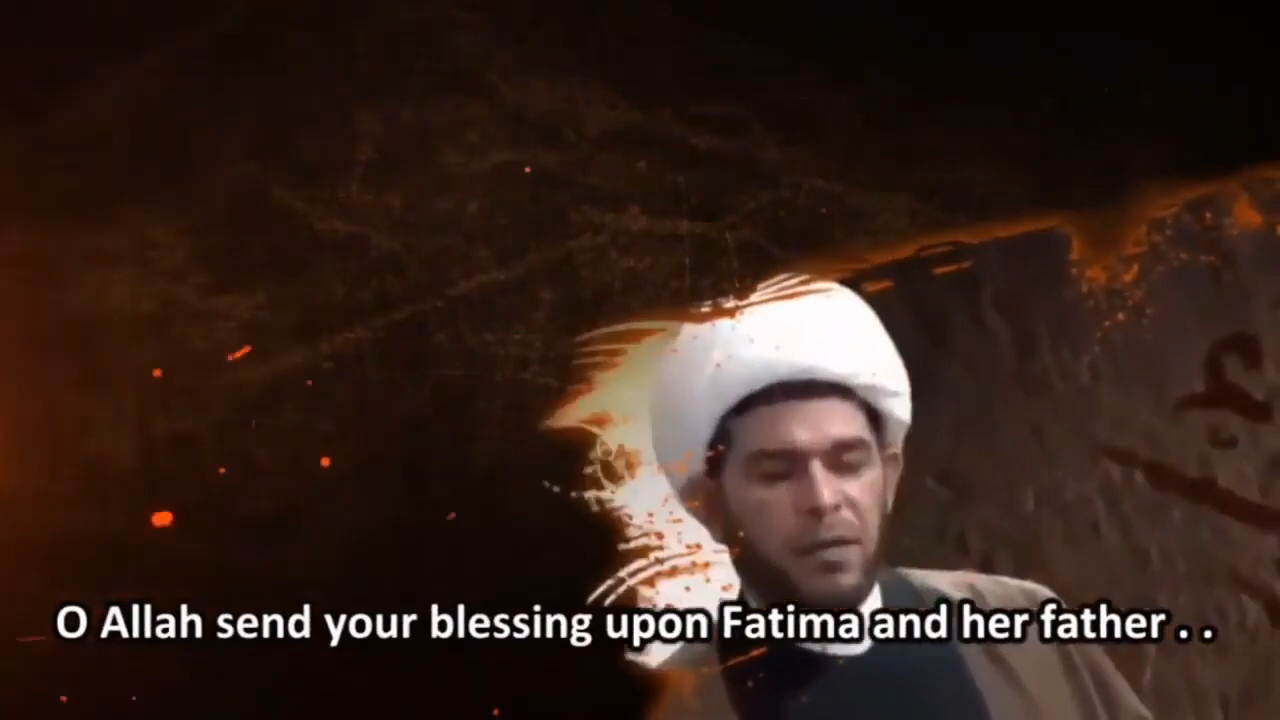 O Allah send your blessing upon Fatima and her father . .